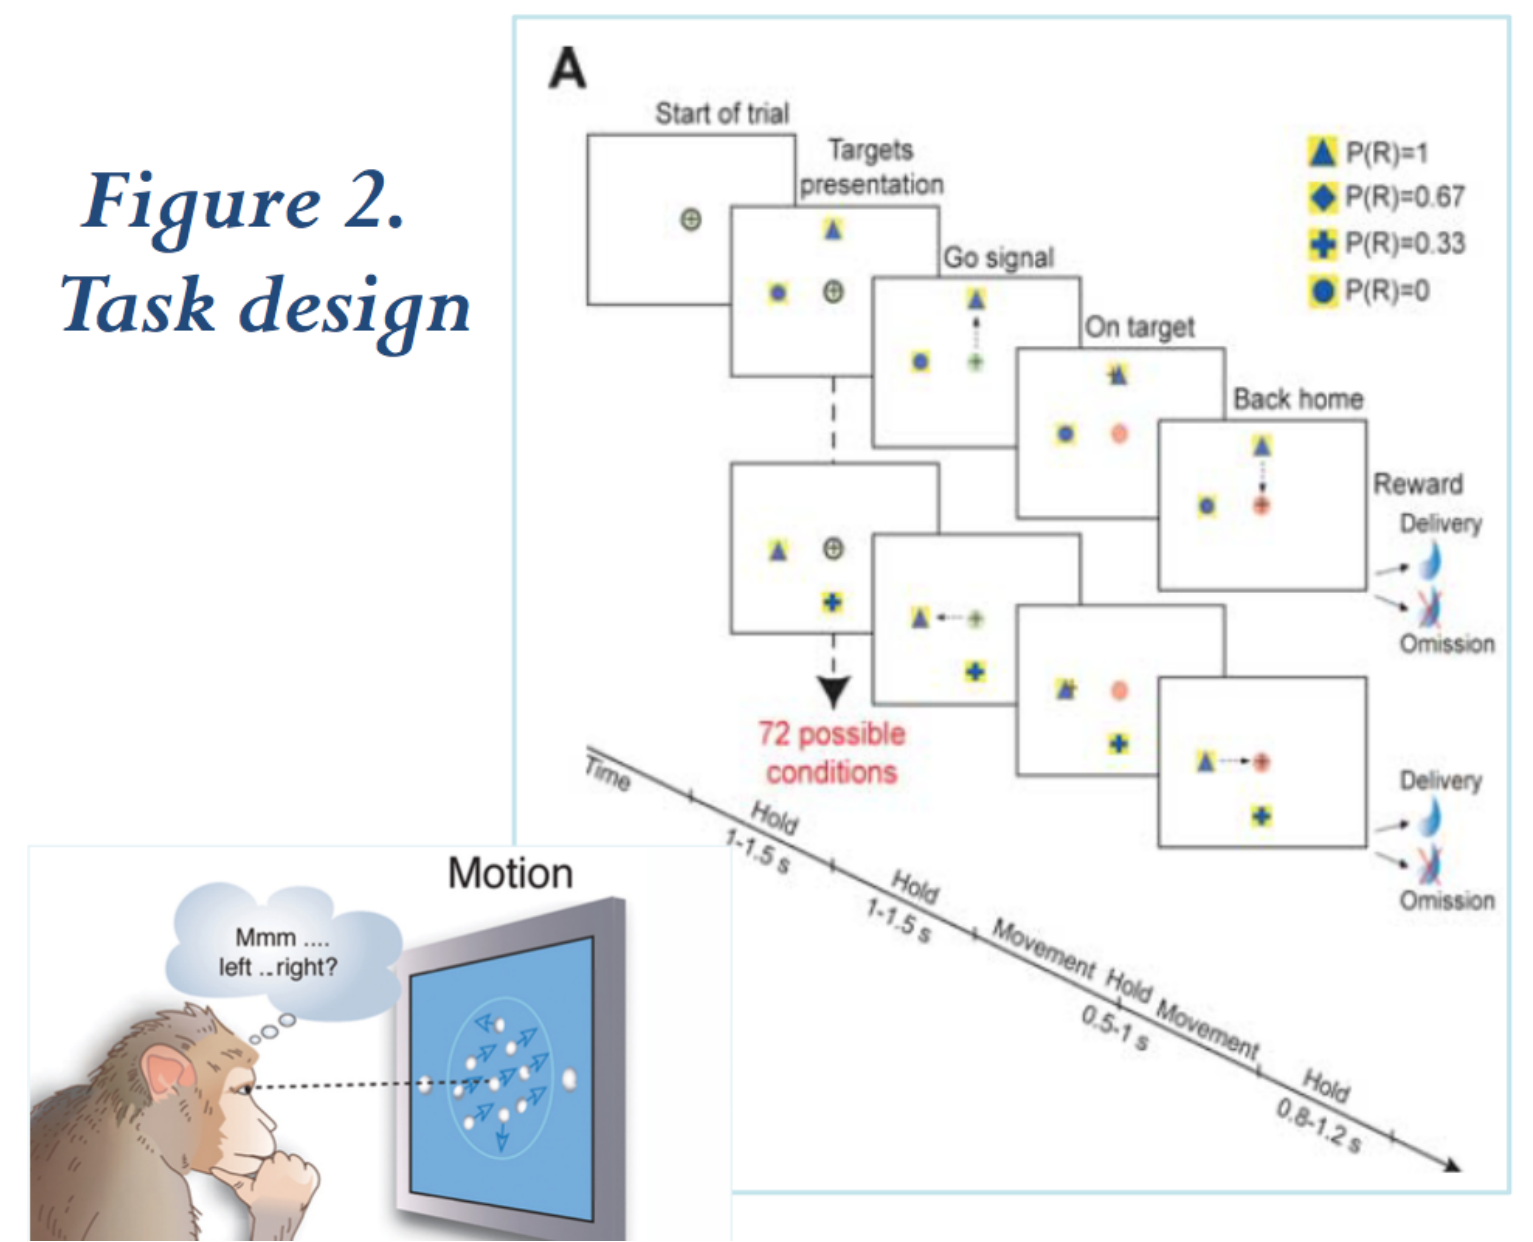 Figure 2.
Task design
A
Start of trial
Targets
presentation
Go signal
On target
Back home
Reward
Delivery
Omission
P(R)=1
P(R)=0.67
P(R)=0.33
P(R)=0
72 possible
conditions
Delivery
Omission
Time
Hold
1-1.5 s
Hold
1-1.5 s
Movement
Hold
0.5-1 s
Movement
Hold
0.8-1.2 s
Motion
Mmm ....
left ..right?